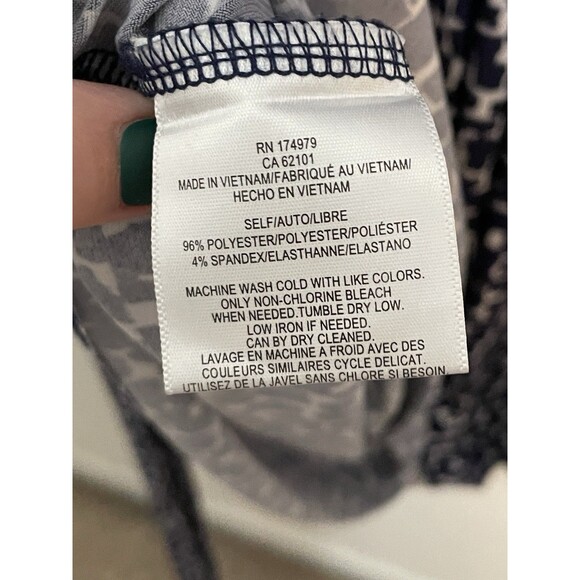 RN 174979
CA 62101
MADE IN VIETNAM/FABRIQUÉ AU VIETNAM/
HECHO EN VIETNAM
SELF/AUTO/LIBRE
96% POLYESTER/POLYESTER/POLIÉSTER
4% SPANDEX/ELASTHANNE/ELASTANO
MACHINE WASH COLD WITH LIKE COLORS.
ONLY NON-CHLORINE BLEACH
WHEN NEEDED.TUMBLE DRY LOW.
LOW IRON IF NEEDED.
CAN BY DRY CLEANED.
LAVAGE EN MACHINE A FROID AVEC DES
COULEURS SIMILAIRES CYCLE DELICAT.
UTILISEZ DE LA JAVEL SANS CHLORE SI BESOIN